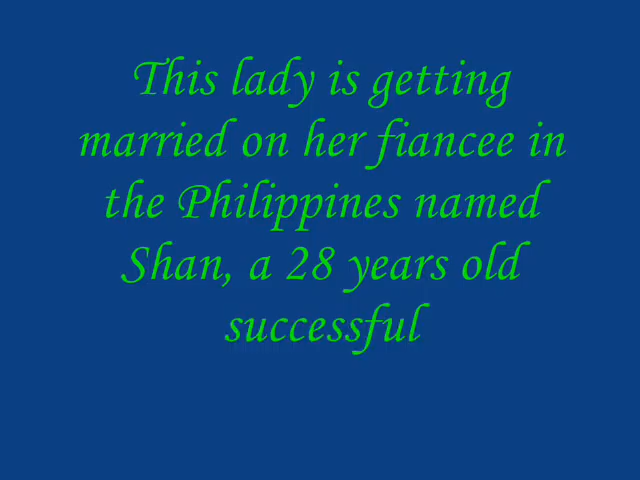 This lady is getting
married on her fiancee in
the Philippines named
Shan, a 28 years old
successful